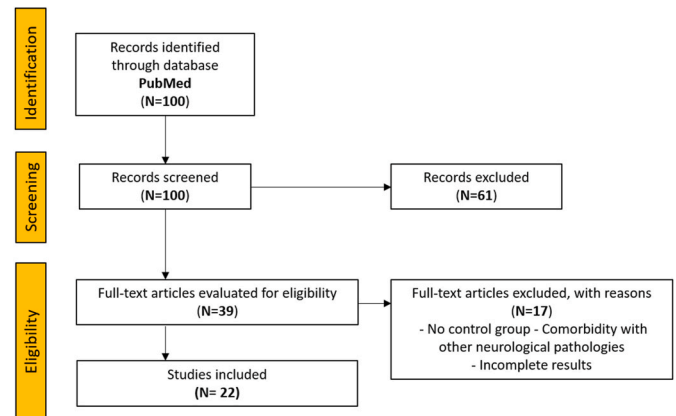 Identification
Records identified
through database
PubMed
(N=100)
Screening
Records screened
(N=100)
Records excluded
(N=61)
Eligibility
Full-text articles evaluated for eligibility
(N=39)
Full-text articles excluded, with reasons
(N=17)
- No control group - Comorbidity with
other neurological pathologies
- Incomplete results
Studies included
(N= 22)